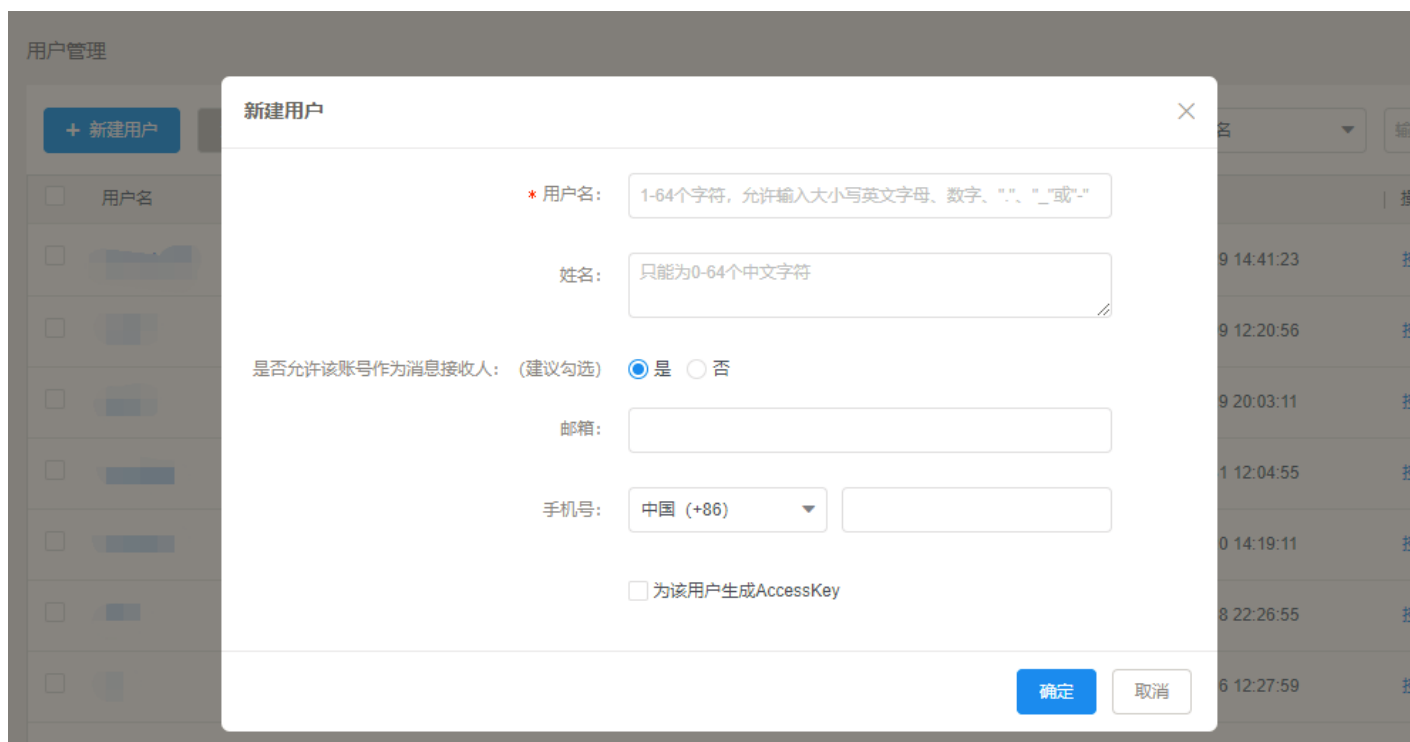 用户管理
新建用户
+ 新建用户
名
用户名
* 用户名：
1-64个字符，允许输入大小写英文字母、数字、"."、"_"或"-"
姓名：
只能为0-64个中文字符
9 14:41:23
9 12:20:56
是否允许该账号作为消息接收人：（建议勾选）
是
否
9 20:03:11
邮箱：
1 12:04:55
手机号：
中国（+86）
0 14:19:11
为该用户生成AccessKey
8 22:26:55
确定
取消
6 12:27:59